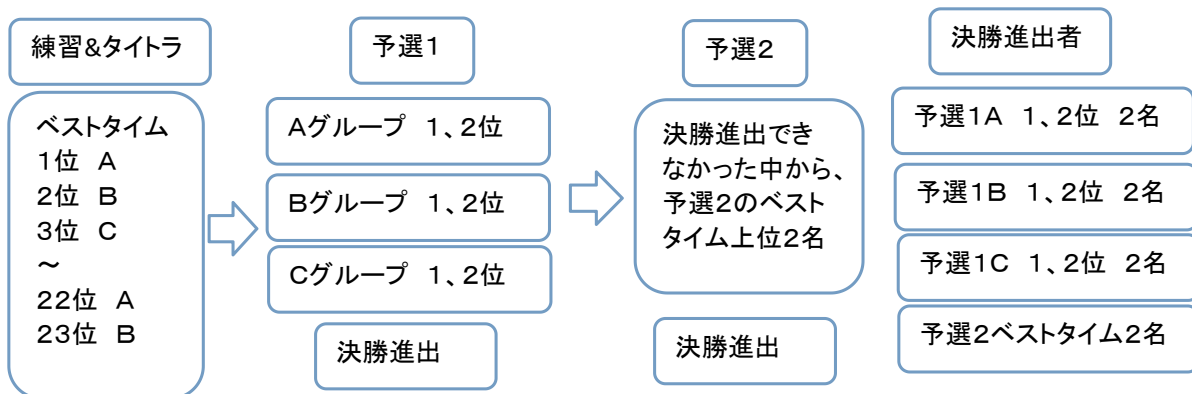 練習&タイトラ
ベストタイム
1位 A
2位 B
3位 C
~
22位 A
23位 B
予選1
Aグループ 1、2位
Bグループ 1、2位
Cグループ 1、2位
決勝進出
予選2
決勝進出でき
なかった中から、
予選2のベスト
タイム上位2名
決勝進出
決勝進出者
予選1A 1、2位 2名
予選1B 1、2位 2名
予選1C 1、2位 2名
予選2ベストタイム2名